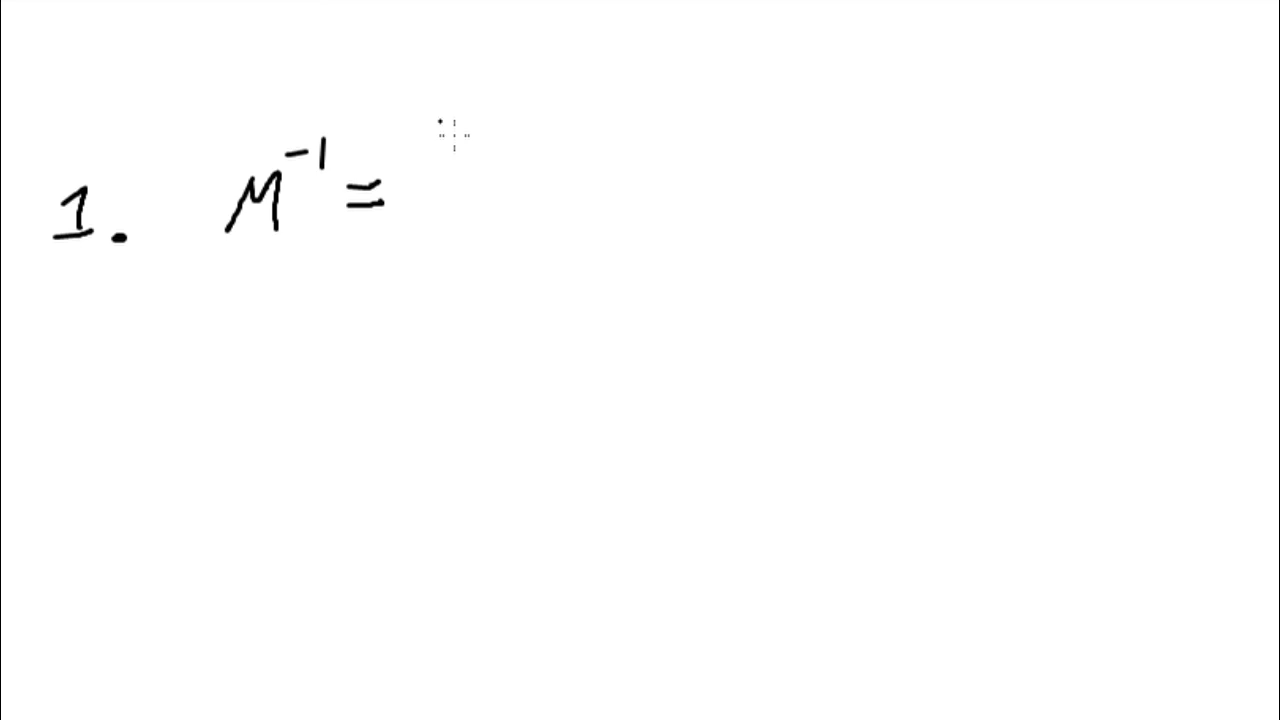 1. M⁻¹ =